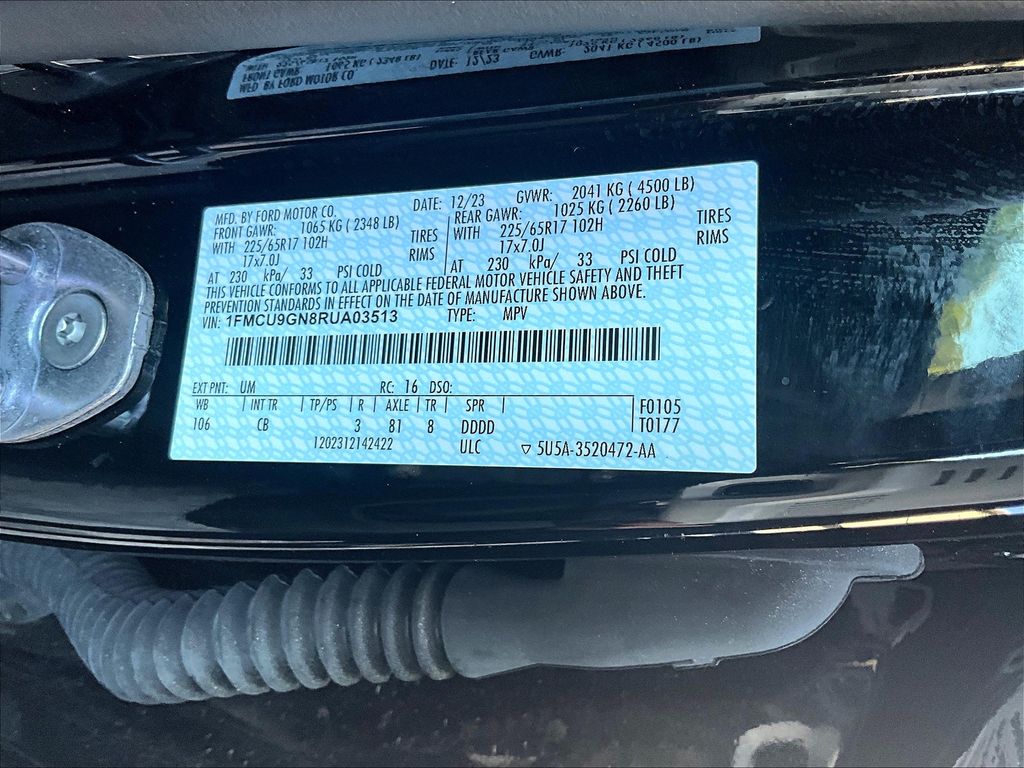 MFD. BY FORD MOTOR CO. DATE: 12/23 GVWR: 2041 KG ( 4500 LB)
FRONT GAWR: 1065 KG ( 2348 LB) REAR GAWR: 1025 KG ( 2260 LB)
WITH 225/65R17 102H TIRES WITH 225/65R17 102H TIRES
17x7.0J RIMS 17x7.0J RIMS
AT 230 kPa/ 33 PSI COLD AT 230 kPa/ 33 PSI COLD
THIS VEHICLE CONFORMS TO ALL APPLICABLE FEDERAL MOTOR VEHICLE SAFETY AND THEFT
PREVENTION STANDARDS IN EFFECT ON THE DATE OF MANUFACTURE SHOWN ABOVE.
VIN: 1FMCU9GN8RUA03513 TYPE: MPV
EXT PNT: UM RC: 16 DSO:
WB INT TR TP/PS R AXLE TR SPR F0105
106 CB 3 81 8 DDDD T0177
1202312142422 ULC 5U5A-3520472-AA